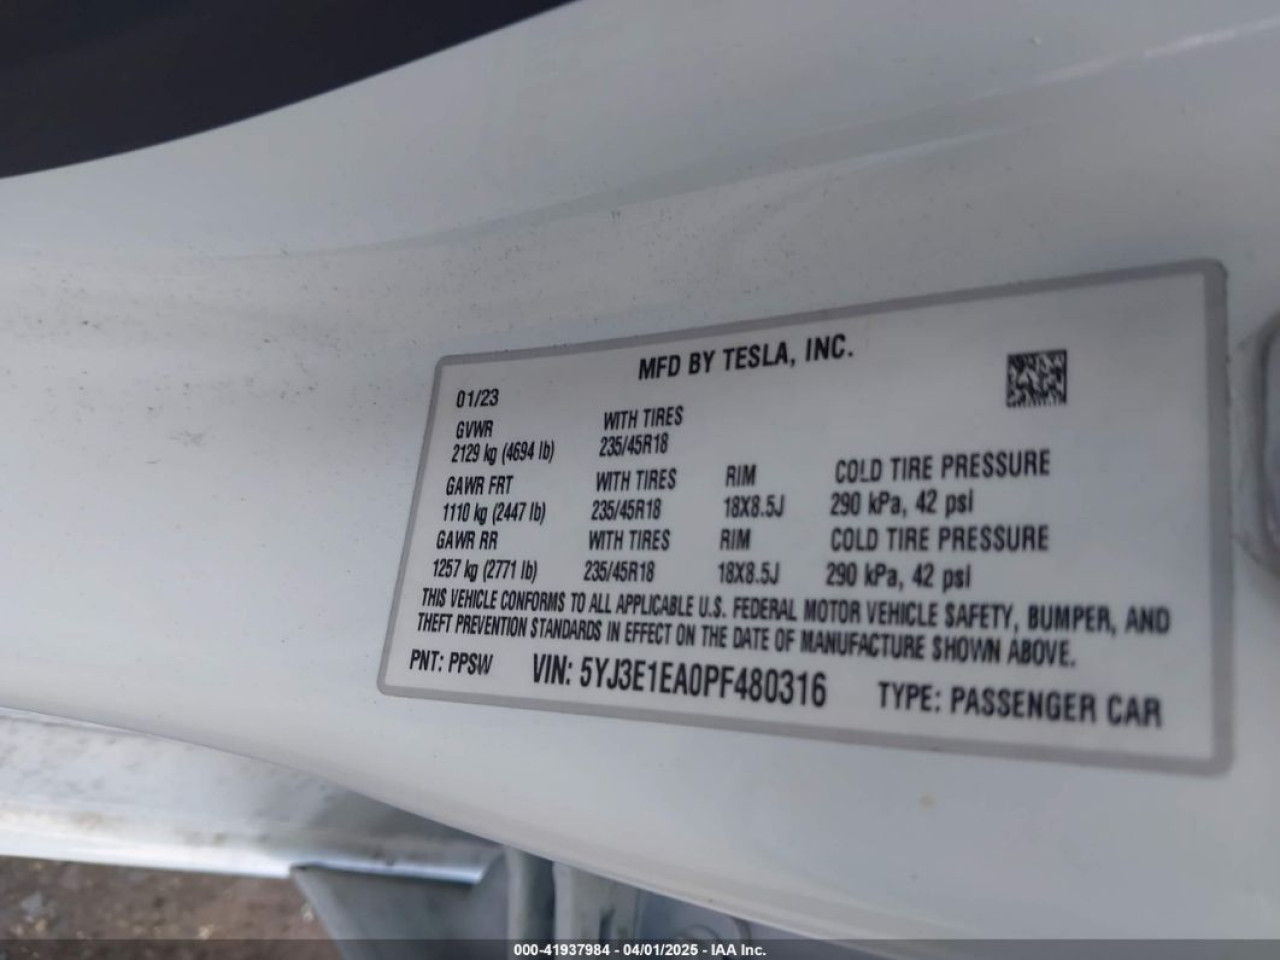 MFD BY TESLA, INC.
01/23
GVWR WITH TIRES
2129 kg (4694 lb) 235/45R18
GAWR FRT WITH TIRES RIM COLD TIRE PRESSURE
1110 kg (2447 lb) 235/45R18 18X8.5J 290 kPa, 42 psi
GAWR RR WITH TIRES RIM COLD TIRE PRESSURE
1257 kg (2771 lb) 235/45R18 18X8.5J 290 kPa, 42 psi
THIS VEHICLE CONFORMS TO ALL APPLICABLE U.S. FEDERAL MOTOR VEHICLE SAFETY, BUMPER, AND
THEFT PREVENTION STANDARDS IN EFFECT ON THE DATE OF MANUFACTURE SHOWN ABOVE.
PNT: PPSW VIN: 5YJ3E1EA0PF480316 TYPE: PASSENGER CAR
000-41937984 - 04/01/2025 - IAA Inc.